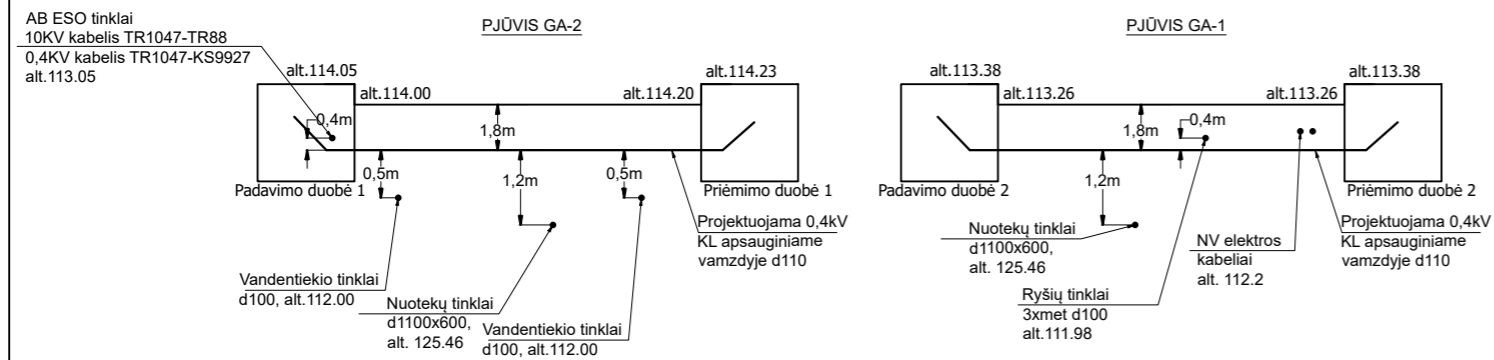 AB ESO tinklai
10KV kabelis TR1047-TR88
0,4KV kabelis TR1047-KS9927
alt.113.05
PJŪVIS GA-2
alt.114.05
alt.114.23
alt.114.00
alt.114.20
0,4m
1,8m
0,5m
1,2m
0,5m
Padavimo duobė 1
Priėmimo duobė 1
Projektuojama 0,4kV
KL apsauginiame
vamzdyje d110
Vandentiekio tinklai
d100, alt.112.00
Nuotekų tinklai
d1100x600,
alt. 125.46
Vandentiekio tinklai
d100, alt.112.00
PJŪVIS GA-1
alt.113.38
alt.113.38
alt.113.26
alt.113.26
1,8m
0,4m
1,2m
Padavimo duobė 2
Priėmimo duobė 2
Nuotekų tinklai
d1100x600,
alt. 125.46
Ryšių tinklai
3xmet d100
alt.111.98
NV elektros
kabeliai
alt. 112.2
Projektuojama 0,4kV
KL apsauginiame
vamzdyje d110